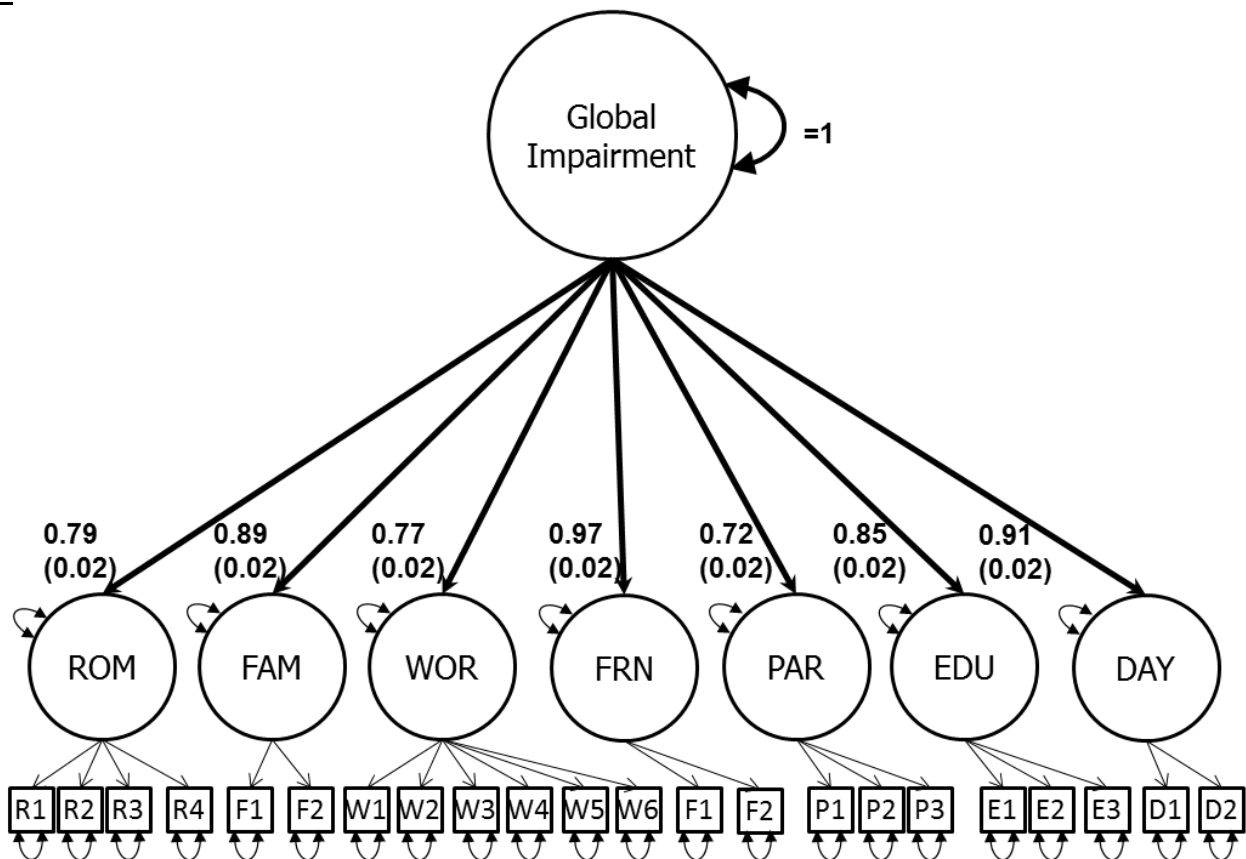 Global
Impairment
=1
0.79
(0.02)
0.89
(0.02)
0.77
(0.02)
0.97
(0.02)
0.72
(0.02)
0.85
(0.02)
0.91
(0.02)
ROM
FAM
WOR
FRN
PAR
EDU
DAY
R1 R2 R3 R4 F1 F2 W1 W2 W3 W4 W5 W6 F1 F2 P1 P2 P3 E1 E2 E3 D1 D2